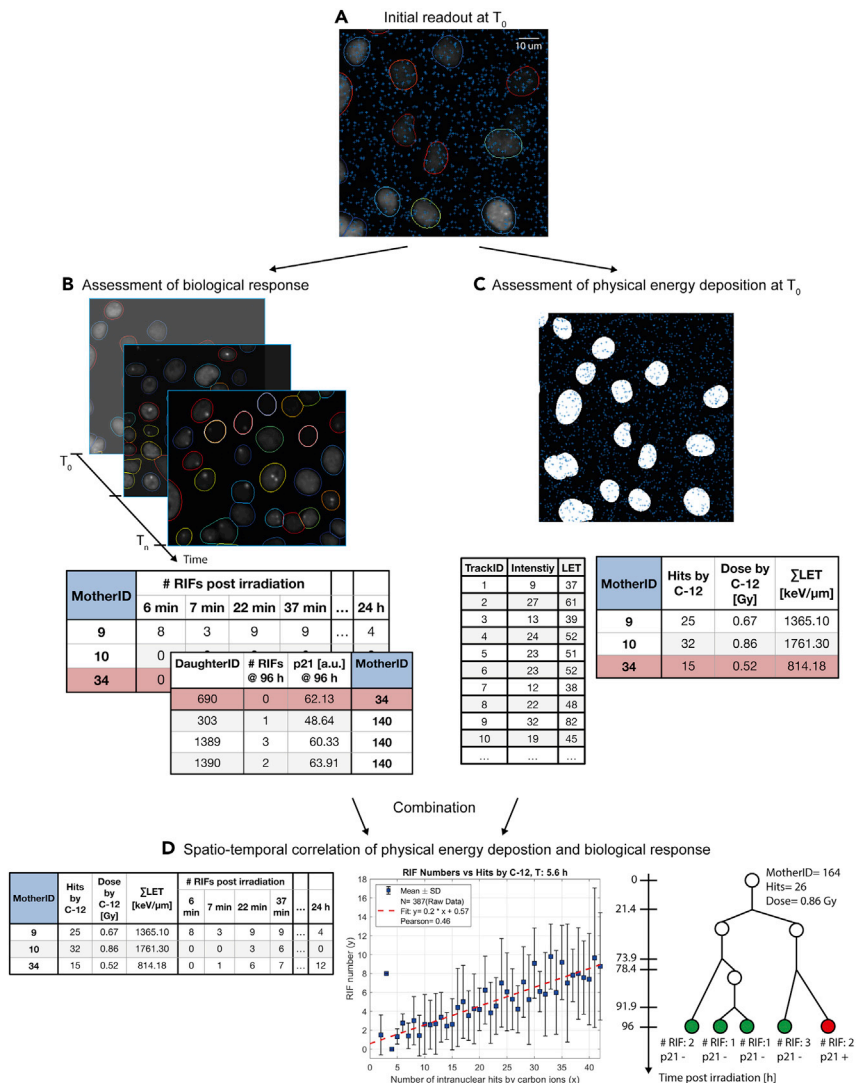 A Initial readout at T0
10 um
B Assessment of biological response
C Assessment of physical energy deposition at T0
T0
Tn
Time
MotherID # RIFs post irradiation
6 min 7 min 22 min 37 min ... 24 h
9 8 3 9 9 ... 4
10 0
34 0
DaughterID # RIFs @ 96 h p21 [a.u.] @ 96 h MotherID
690 0 62.13 34
303 1 48.64 140
1389 3 60.33 140
1390 2 63.91 140
TrackID Intenstiy LET
1 9 37
2 27 61
3 13 39
4 24 52
5 23 51
6 23 52
7 12 38
8 22 48
9 32 82
10 19 45
... ... ...
MotherID Hits by C-12 Dose by C-12 [Gy] ∑LET [keV/µm]
9 25 0.67 1365.10
10 32 0.86 1761.30
34 15 0.52 814.18
Combination
D Spatio-temporal correlation of physical energy depostion and biological response
MotherID Hits by C-12 Dose by C-12 [Gy] ∑LET [keV/µm] # RIFs post irradiation
6 min 7 min 22 min 37 min ... 24 h
9 25 0.67 1365.10 8 3 9 9 ... 4
10 32 0.86 1761.30 0 0 3 6 ... 0
34 15 0.52 814.18 0 1 6 7 ... 12
RIF Numbers vs Hits by C-12, T: 5.6 h
Mean ± SD
N= 387(Raw Data)
Fit: y= 0.2 * x + 0.57
Pearson= 0.46
RIF number (y)
18
16
14
12
10
8
6
4
2
0
0 5 10 15 20 25 30 35 40
Number of intranuclear hits by carbon ions (x)
MotherID= 164
Hits= 26
Dose= 0.86 Gy
0
21.4
73.9
78.4
91.9
96
# RIF: 2 # RIF: 1 # RIF:1 # RIF: 3 # RIF: 2
p21 - p21 - p21 - p21 - p21 +
Time post irradiation [h]